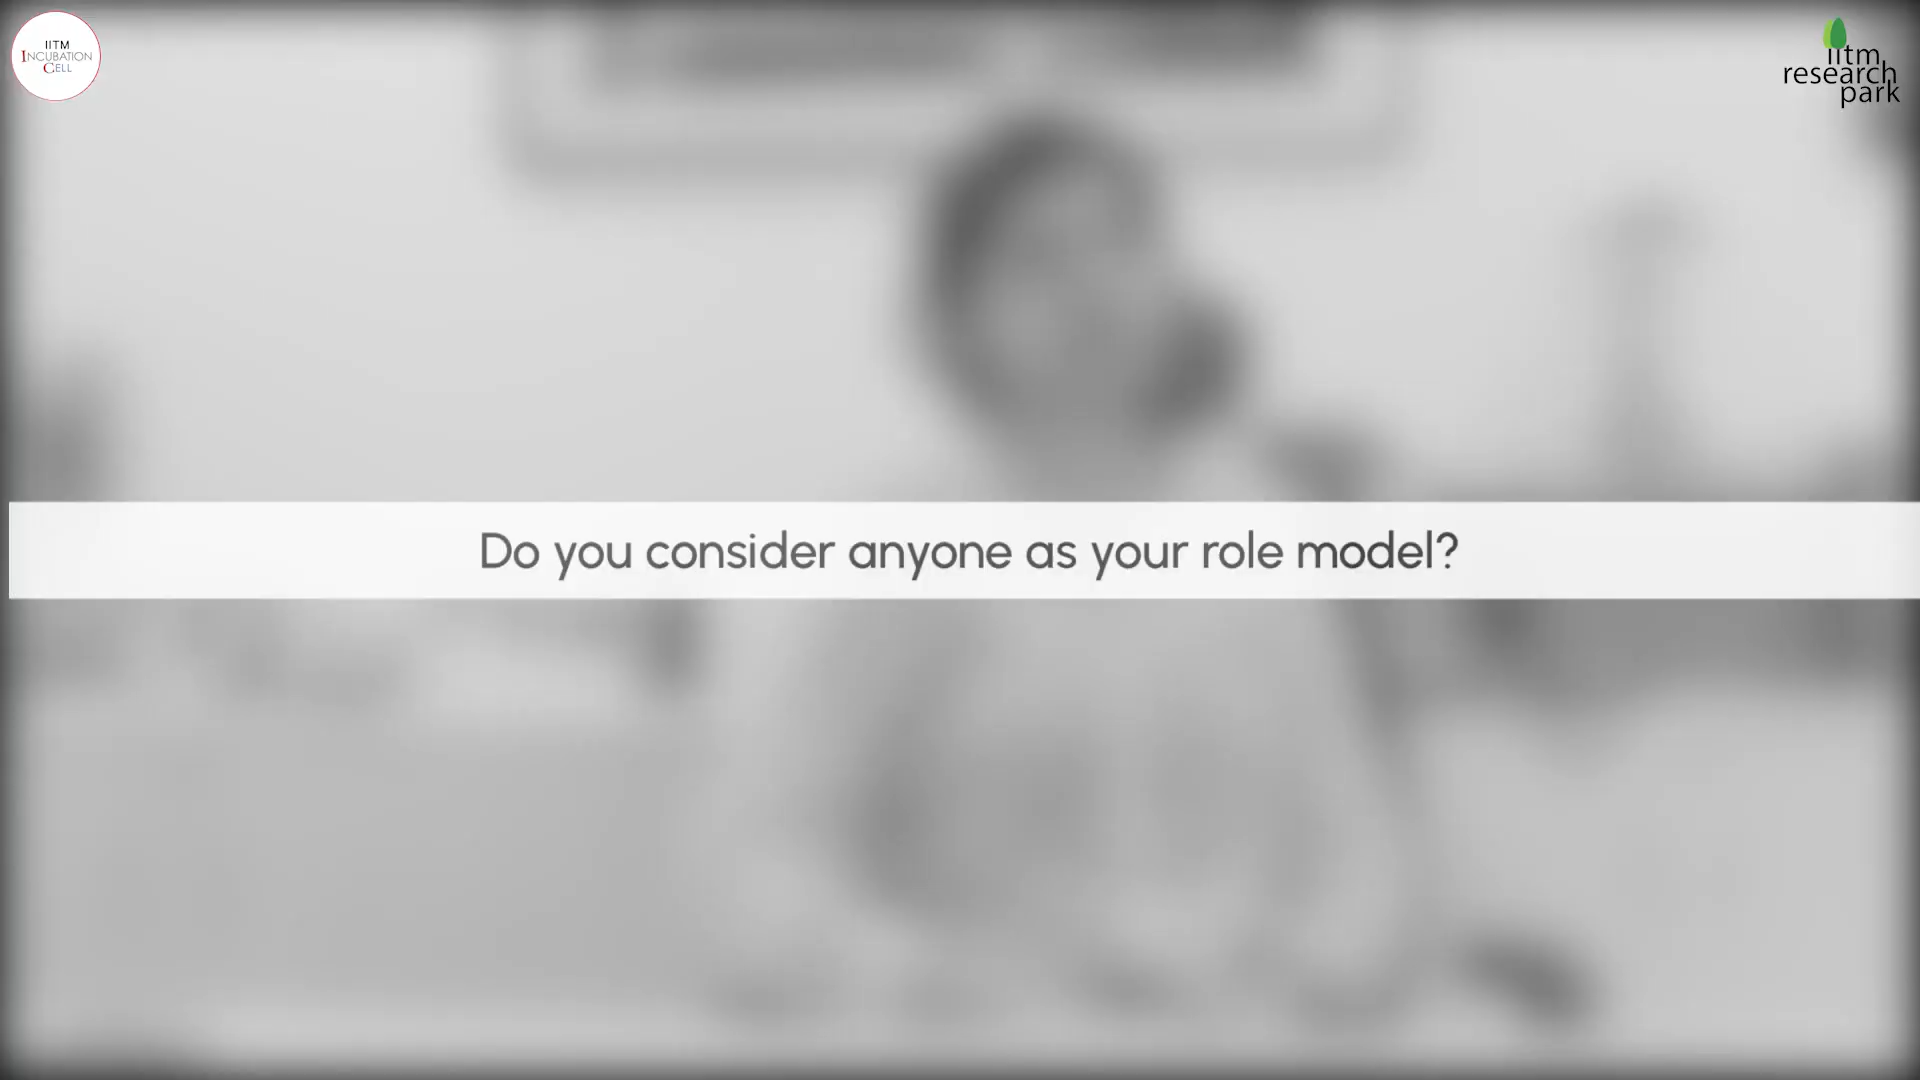 IITM
INCUBATION
CELL
iitm
research
park
Do you consider anyone as your role model?